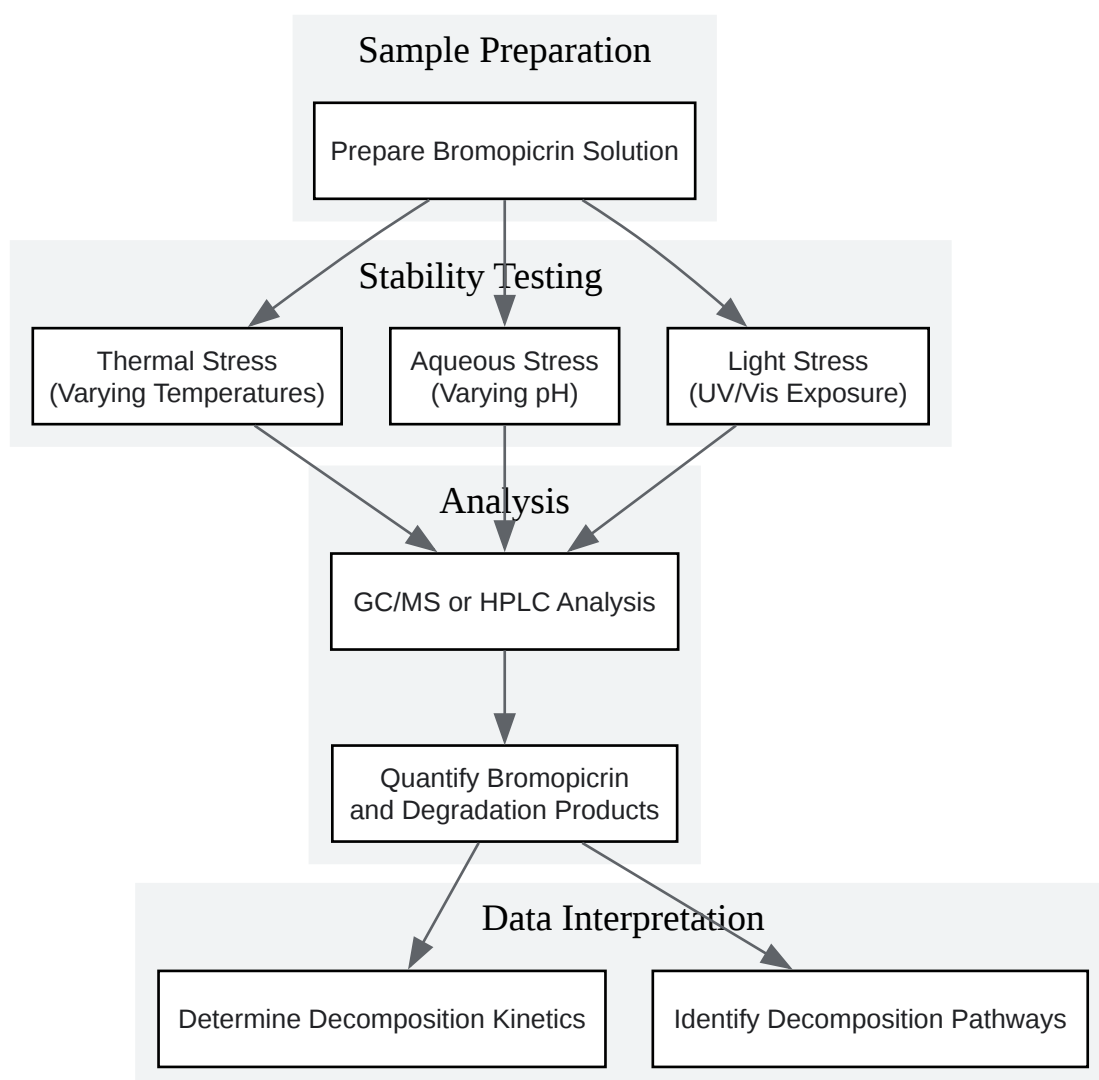 Sample Preparation
Prepare Bromopicrin Solution
Stability Testing
Thermal Stress
(Varying Temperatures)
Aqueous Stress
(Varying pH)
Light Stress
(UV/Vis Exposure)
Analysis
GC/MS or HPLC Analysis
Quantify Bromopicrin
and Degradation Products
Data Interpretation
Determine Decomposition Kinetics
Identify Decomposition Pathways